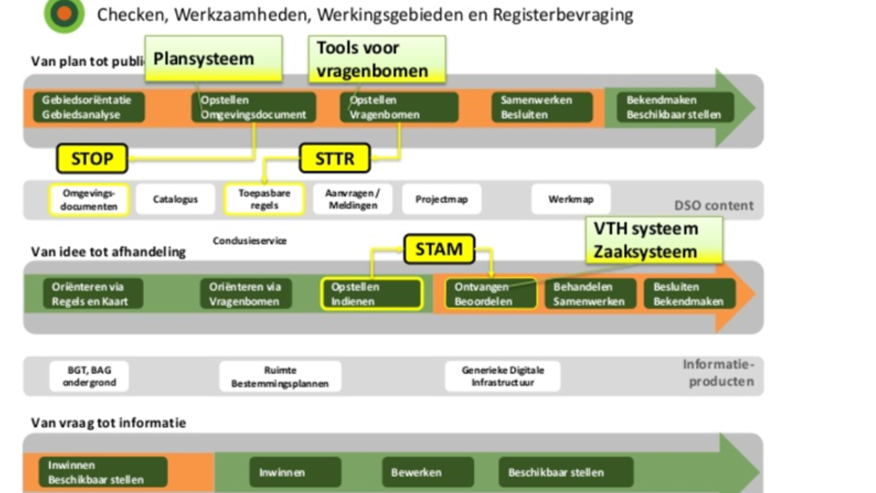 Checken, Werkzaamheden, Werkingsgebieden en Registerbevraging
Van plan tot publi
Plansysteem
Tools voor
vragenbomen
Gebiedsoriëntatie
Gebiedsanalyse
Opstellen
Omgevingsdocument
Opstellen
Vragenbomen
Samenwerken
Besluiten
Bekendmaken
Beschikbaar stellen
STOP
STTR
Omgevings-
documenten
Catalogus
Toepasbare
regels
Aanvragen /
Meldingen
Projectmap
Werkmap
DSO content
Van idee tot afhandeling
Conclusieservice
STAM
VTH systeem
Zaaksysteem
Oriënteren via
Regels en Kaart
Oriënteren via
Vragenbomen
Opstellen
Indienen
Ontvangen
Beoordelen
Behandelen
Samenwerken
Besluiten
Bekendmaken
BGT, BAG
ondergrond
Ruimte
Bestemmingsplannen
Generieke Digitale
Infrastructuur
Informatie-
producten
Van vraag tot informatie
Inwinnen
Beschikbaar stellen
Inwinnen
Bewerken
Beschikbaar stellen